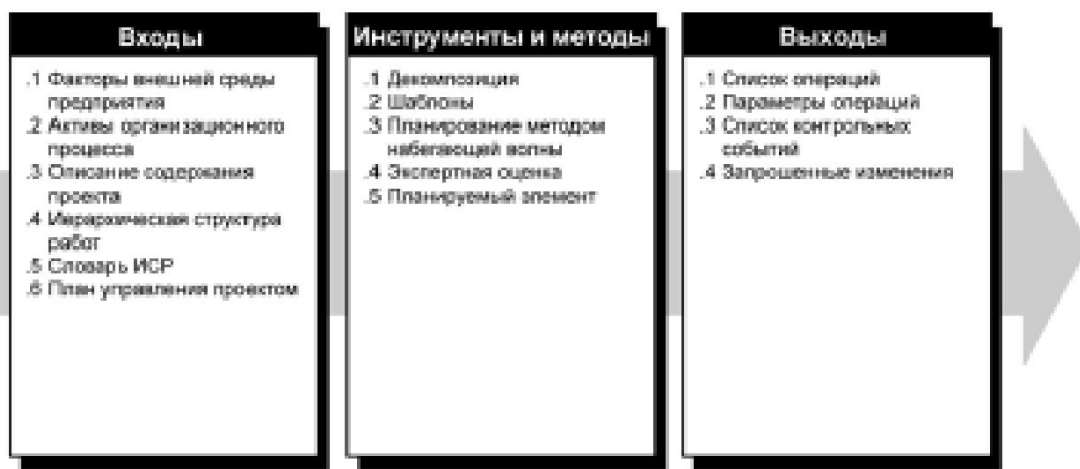 Входы
.1 Факторы внешней среды
предприятия
.2 Активы организационного
процесса
.3 Описание содержания
проекта
.4 Иерархическая структура
работ
.5 Словарь ИСР
.6 План управления проектом
Инструменты и методы
.1 Декомпозиция
.2 Шаблоны
.3 Планирование методом
набегающей волны
.4 Экспертная оценка
.5 Планируемый элемент
Выходы
.1 Список операций
.2 Параметры операций
.3 Список контрольных
событий
.4 Запрошенные изменения